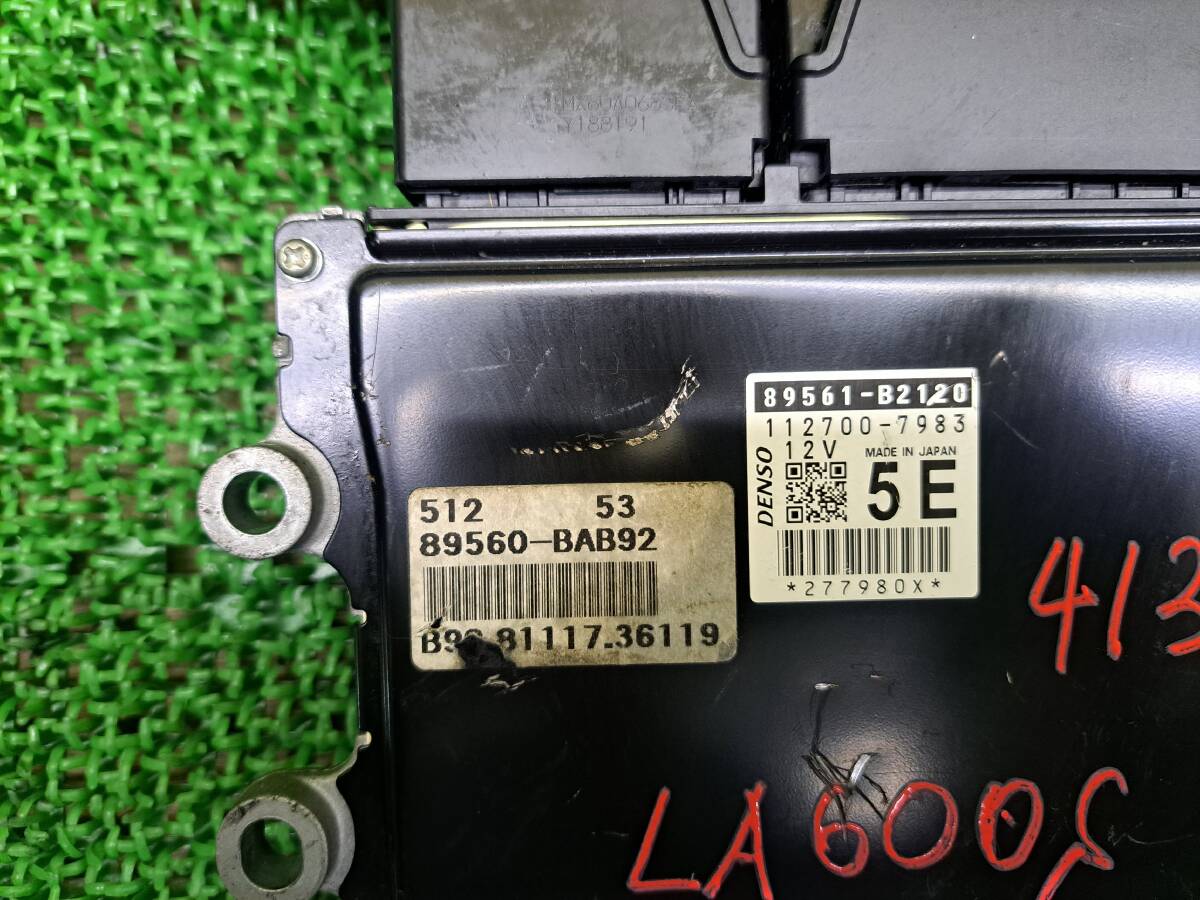 Y188191
89561-B2120
112700-7983
12V MADE IN JAPAN
DENSO
5E
*277980X*
512 53
89560-BAB92
81117.36119
413
LA600S